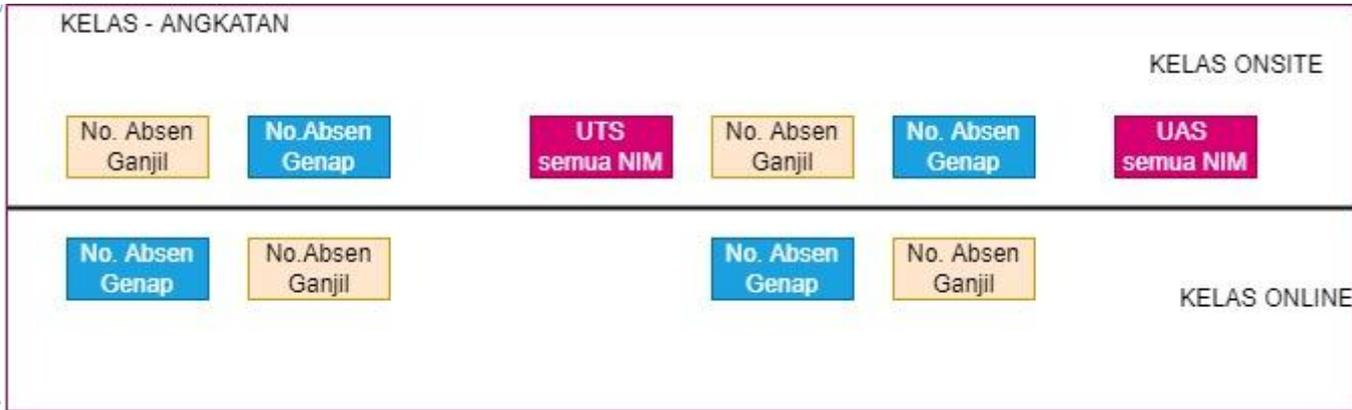 KELAS - ANGKATAN
KELAS ONSITE
No. Absen
Ganjil
No.Absen
Genap
UTS
semua NIM
No. Absen
Ganjil
No. Absen
Genap
UAS
semua NIM
No. Absen
Genap
No.Absen
Ganjil
No. Absen
Genap
No. Absen
Ganjil
KELAS ONLINE